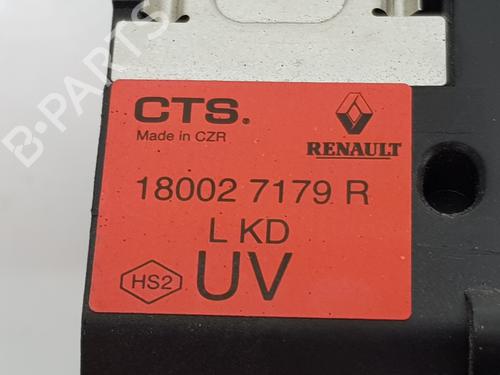 B-PARTS
CTS.
Made in CZR
RENAULT
18002 7179 R
L KD
HS2
UV